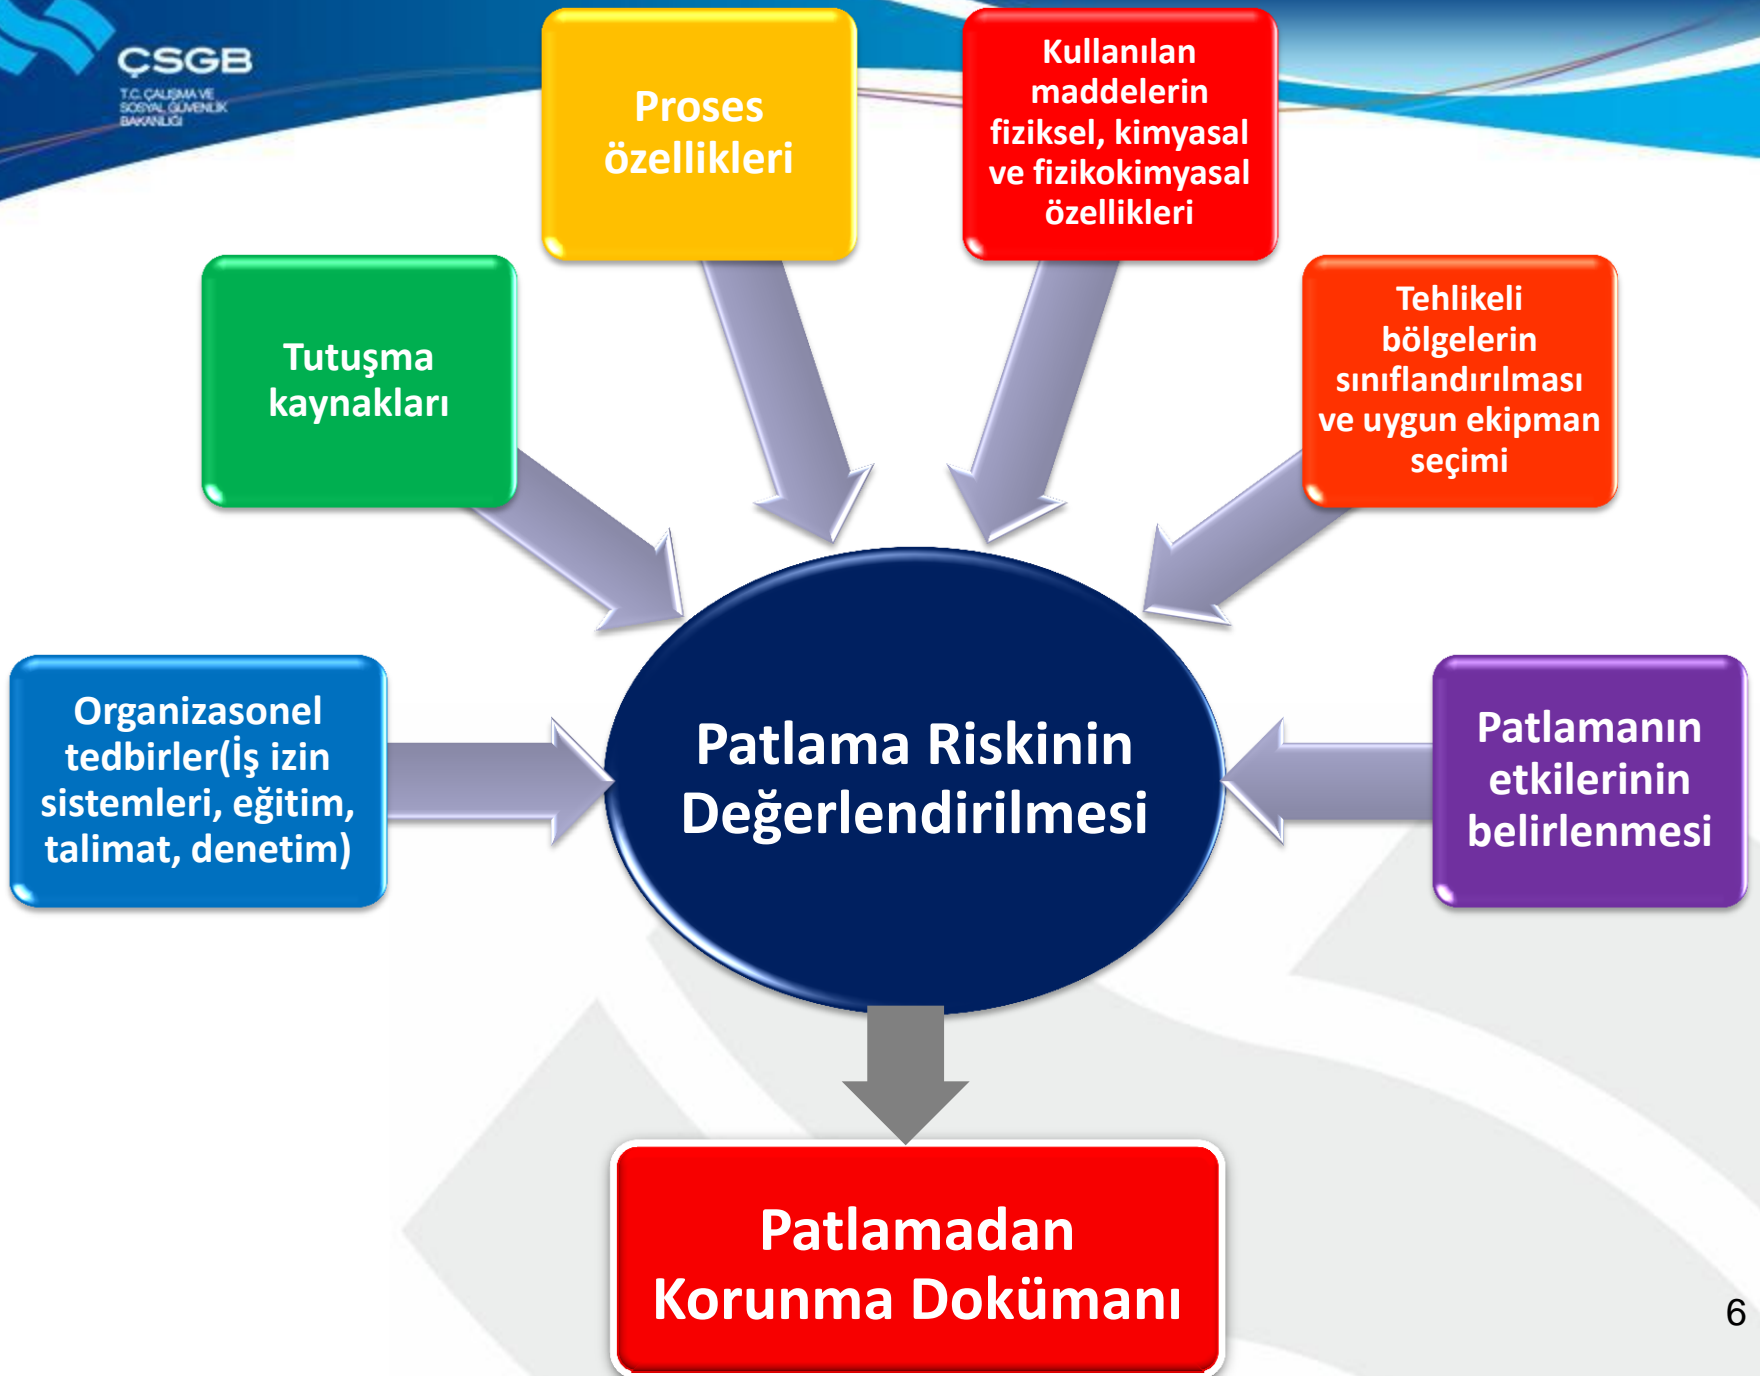 ÇSGB
T.C. ÇALIŞMA VE
SOSYAL GÜVENLİK
BAKANLIĞI
Proses
özellikleri
Kullanılan
maddelerin
fiziksel, kimyasal
ve fizikokimyasal
özellikleri
Tutuşma
kaynakları
Tehlikeli
bölgelerin
sınıflandırılması
ve uygun ekipman
seçimi
Organizasonel
tedbirler(İş izin
sistemleri, eğitim,
talimat, denetim)
Patlama Riskinin
Değerlendirilmesi
Patlamanın
etkilerinin
belirlenmesi
Patlamadan
Korunma Dokümanı
6